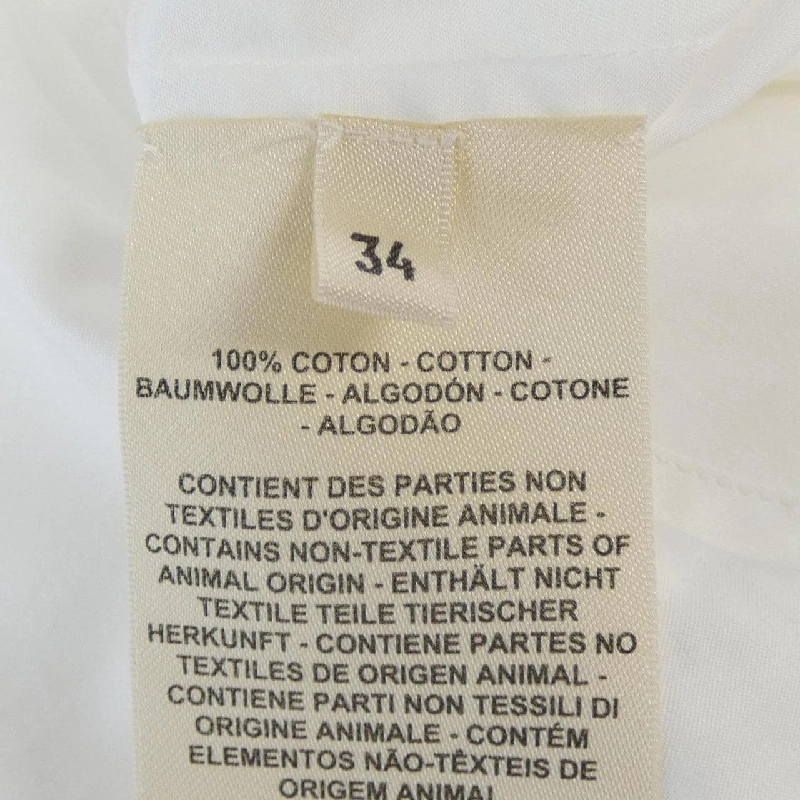 34
100% COTON - COTTON -
BAUMWOLLE - ALGODÓN - COTONE
- ALGODÃO
CONTIENT DES PARTIES NON
TEXTILES D'ORIGINE ANIMALE -
CONTAINS NON-TEXTILE PARTS OF
ANIMAL ORIGIN - ENTHÄLT NICHT
TEXTILE TEILE TIERISCHER
HERKUNFT - CONTIENE PARTES NO
TEXTILES DE ORIGEN ANIMAL -
CONTIENE PARTI NON TESSILI DI
ORIGINE ANIMALE - CONTÉM
ELEMENTOS NÃO-TÊXTEIS DE
ORIGEM ANIMAL